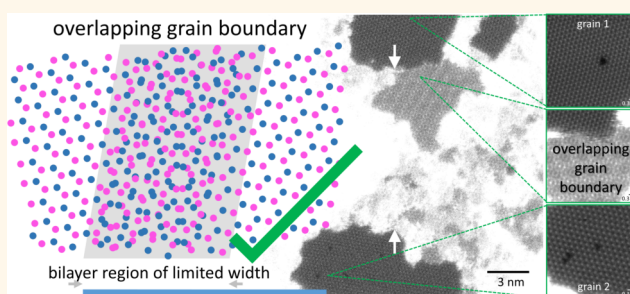 overlapping grain boundary
bilayer region of limited width
3 nm
grain 1
overlapping
grain
boundary
grain 2